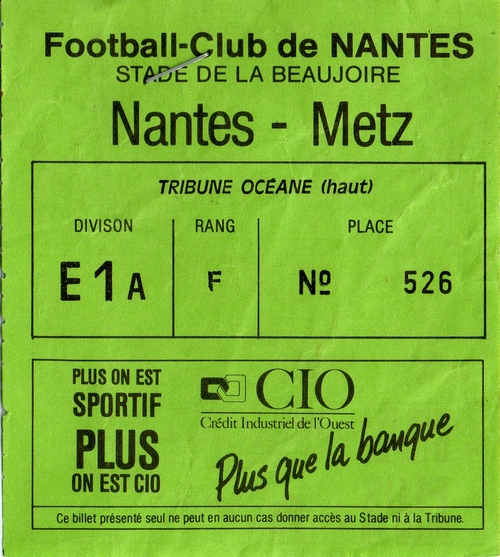 Football-Club de NANTES
STADE DE LA BEAUJOIRE
Nantes - Metz
TRIBUNE OCÉANE (haut)
DIVISON RANG PLACE
E1A F Nº 526
PLUS ON EST
SPORTIF
PLUS
ON EST CIO
CIO
Crédit Industriel de l'Ouest
Plus que la banque
Ce billet présenté seul ne peut en aucun cas donner accès au Stade ni à la Tribune.